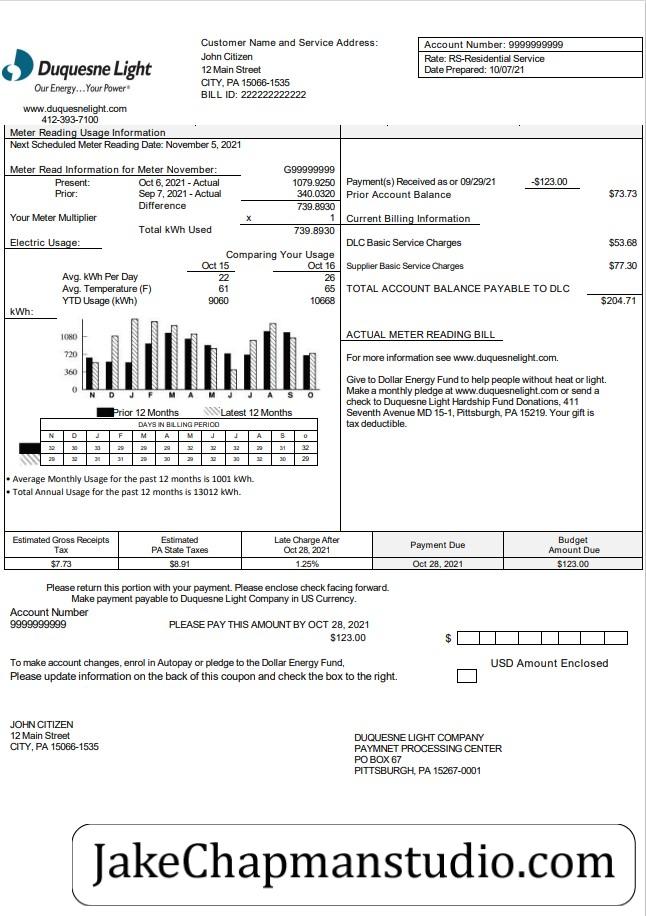 Duquesne Light
Our Energy...Your Power®
www.duquesnelight.com
412-393-7100
Customer Name and Service Address:
John Citizen
12 Main Street
CITY, PA 15066-1535
BILL ID: 222222222222
Account Number: 9999999999
Rate: RS-Residential Service
Date Prepared: 10/07/21
Meter Reading Usage Information
Next Scheduled Meter Reading Date: November 5, 2021
Meter Read Information for Meter November: G99999999
Present: Oct 6, 2021 - Actual 1079.9250
Prior: Sep 7, 2021 - Actual 340.0320
Difference 739.8930
Your Meter Multiplier x 1
Total kWh Used 739.8930
Electric Usage:
Comparing Your Usage
Oct 15 Oct 16
Avg. kWh Per Day 22 26
Avg. Temperature (F) 61 65
YTD Usage (kWh) 9060 10668
kWh:
1080
720
360
0
N D J F M A M J J A S O
Prior 12 Months Latest 12 Months
DAYS IN BILLING PERIOD
N D J F M A M J J A S o
32 30 33 29 29 29 32 32 32 29 31 32
29 32 31 31 29 30 29 30 29 32 30 29
• Average Monthly Usage for the past 12 months is 1001 kWh.
• Total Annual Usage for the past 12 months is 13012 kWh.
Payment(s) Received as or 09/29/21 -$123.00
Prior Account Balance $73.73
Current Billing Information
DLC Basic Service Charges $53.68
Supplier Basic Service Charges $77.30
TOTAL ACCOUNT BALANCE PAYABLE TO DLC
$204.71
ACTUAL METER READING BILL
For more information see www.duquesnelight.com.
Give to Dollar Energy Fund to help people without heat or light.
Make a monthly pledge at www.duquesnelight.com or send a
check to Duquesne Light Hardship Fund Donations, 411
Seventh Avenue MD 15-1, Pittsburgh, PA 15219. Your gift is
tax deductible.
Estimated Gross Receipts Tax Estimated PA State Taxes Late Charge After Oct 28, 2021 Payment Due Budget Amount Due
$7.73 $8.91 1.25% Oct 28, 2021 $123.00
Please return this portion with your payment. Please enclose check facing forward.
Make payment payable to Duquesne Light Company in US Currency.
Account Number
9999999999 PLEASE PAY THIS AMOUNT BY OCT 28, 2021
$123.00 $
To make account changes, enrol in Autopay or pledge to the Dollar Energy Fund, USD Amount Enclosed
Please update information on the back of this coupon and check the box to the right.
JOHN CITIZEN
12 Main Street
CITY, PA 15066-1535
DUQUESNE LIGHT COMPANY
PAYMNET PROCESSING CENTER
PO BOX 67
PITTSBURGH, PA 15267-0001
JakeChapmanstudio.com